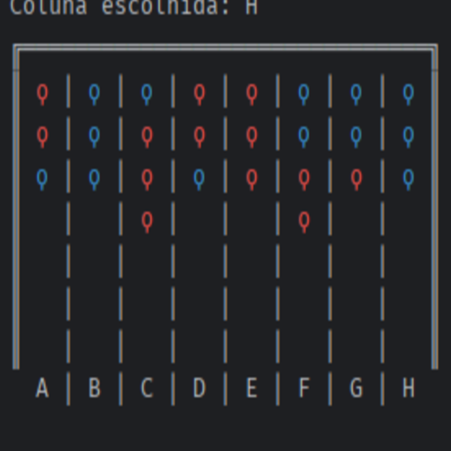 Coluna escolhida: H
♀ | ♀ | ♀ | ♀ | ♀ | ♀ | ♀ | ♀
♀ | ♀ | ♀ | ♀ | ♀ | ♀ | ♀ | ♀
♀ | ♀ | ♀ | ♀ | ♀ | ♀ | ♀ | ♀
| | ♀ | | | ♀ | |
A | B | C | D | E | F | G | H